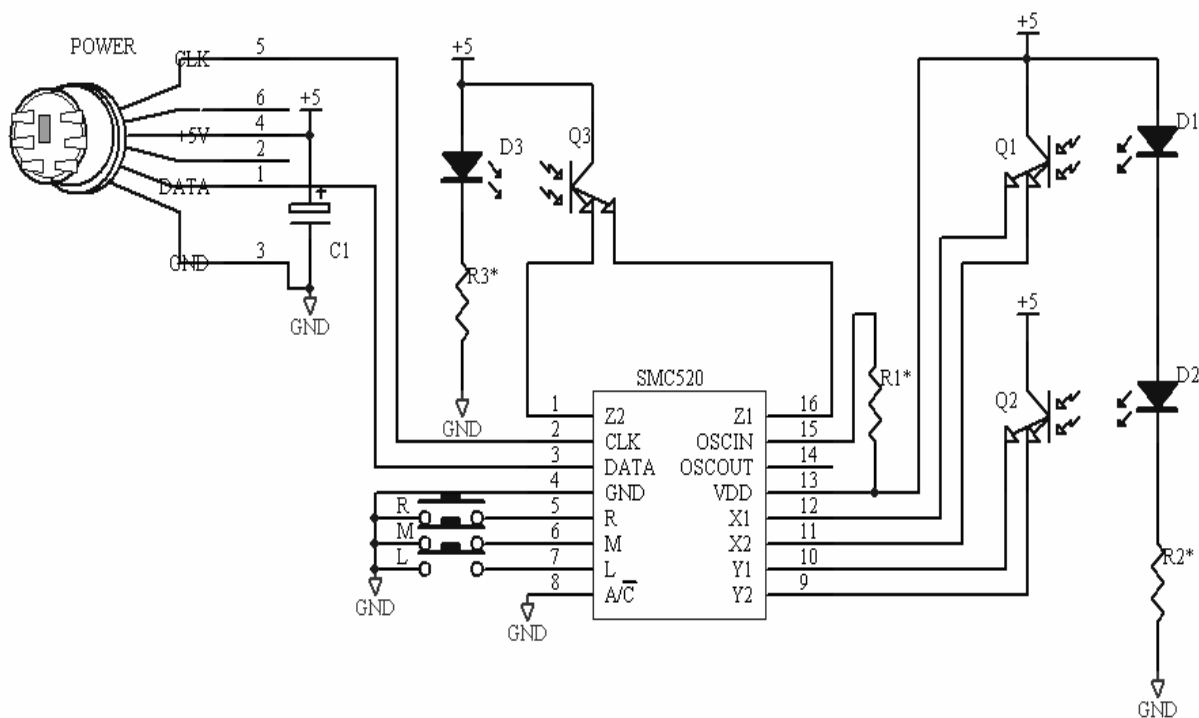 POWER
CLK
5
6
+5
+5V
4
2
DATA
1
+
C1
GND
3
GND
+5
D3
Q3
R3*
GND
+5
Q1
D1
+5
Q2
D2
R1*
R2*
GND
SMC520
1 Z2 Z1 16
2 CLK OSCIN 15
3 DATA OSCOUT 14
4 GND VDD 13
R 5 R X1 12
M 6 M X2 11
L 7 L Y1 10
8 A/C̅ Y2 9
GND
GND